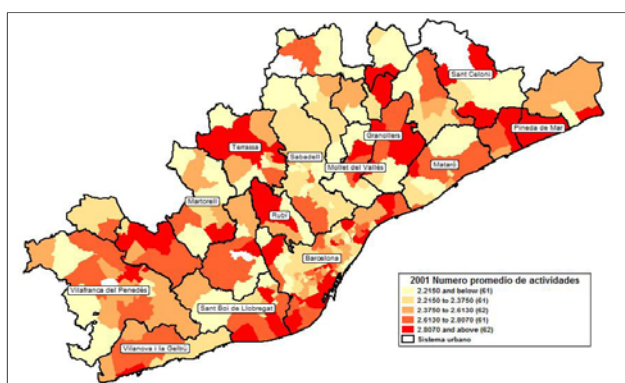 Sant Celoni
Pineda de Mar
Granollers
Terrassa
Sabadell
Mollet del Vallés
Mataró
Martorell
Rubí
Barcelona
Vilafranca del Penedès
Sant Boi de Llobregat
Vilanova i la Geltrú
2001 Numero promedio de actividades
2.2150 and below (61)
2.2150 to 2.3750 (61)
2.3750 to 2.6130 (62)
2.6130 to 2.8070 (61)
2.8070 and above (62)
Sistema urbano